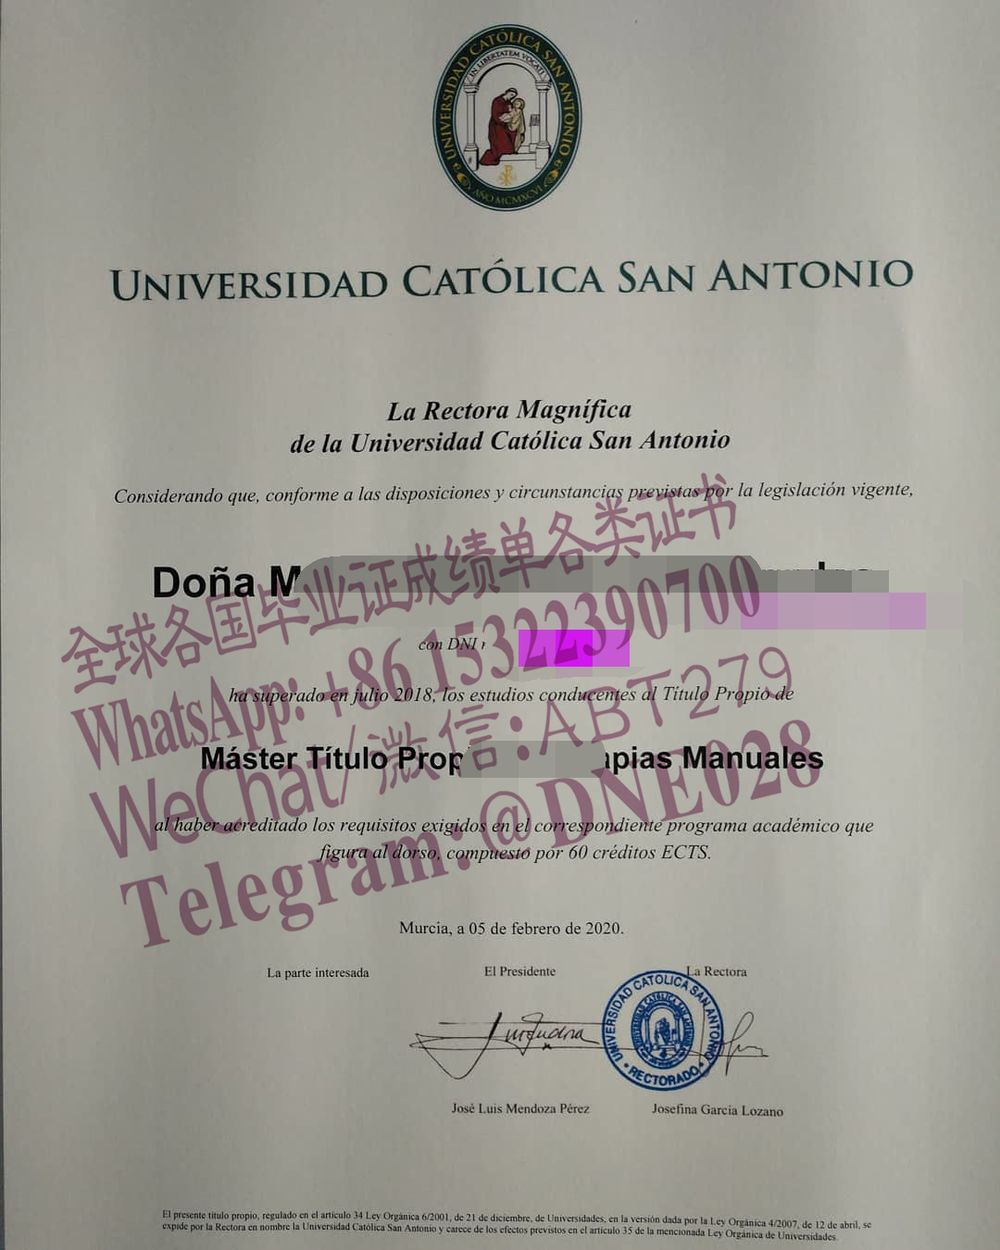 UNIVERSIDAD CATOLICA SAN ANTONIO
IN LIBERTATEM VOCATI
AÑO MCMXCVI
UNIVERSIDAD CATÓLICA SAN ANTONIO
La Rectora Magnífica
de la Universidad Católica San Antonio
Considerando que, conforme a las disposiciones y circunstancias previstas por la legislación vigente,
全球各国毕业证成绩单各类证书
Doña M
WhatsApp: +86 15322390700
con DNI
WeChat/微信:ABT279
ha superado en julio 2018, los estudios conducentes al Título Propio de
Máster Título Prop apias Manuales
Telegram:@DNE028
al haber acreditado los requisitos exigidos en el correspondiente programa académico que
figura al dorso, compuesto por 60 créditos ECTS.
Murcia, a 05 de febrero de 2020.
La parte interesada El Presidente La Rectora
UNIVERSIDAD CATOLICA SAN ANTONIO
RECTORADO
José Luis Mendoza Pérez Josefina García Lozano
El presente título propio, regulado en el artículo 34 Ley Orgánica 6/2001, de 21 de diciembre, de Universidades, en la versión dada por la Ley Orgánica 4/2007, de 12 de abril, se
expide por la Rectora en nombre la Universidad Católica San Antonio y carece de los efectos previstos en el artículo 35 de la mencionada Ley Orgánica de Universidades.